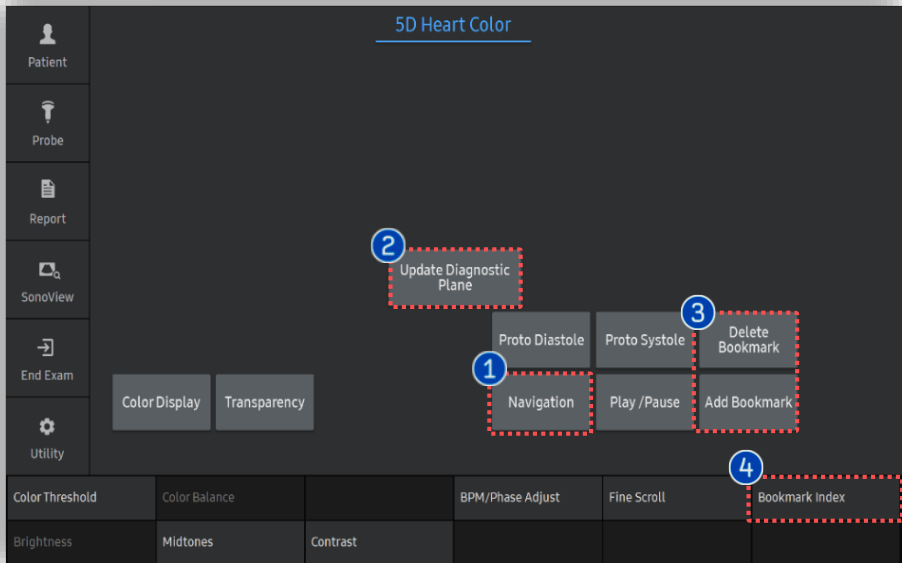 5D Heart Color
Patient
Probe
Report
SonoView
End Exam
Utility
2
Update Diagnostic
Plane
3
Proto Diastole
Proto Systole
Delete
Bookmark
1
Color Display
Transparency
Navigation
Play /Pause
Add Bookmark
4
Color Threshold
Color Balance
BPM/Phase Adjust
Fine Scroll
Bookmark Index
Brightness
Midtones
Contrast